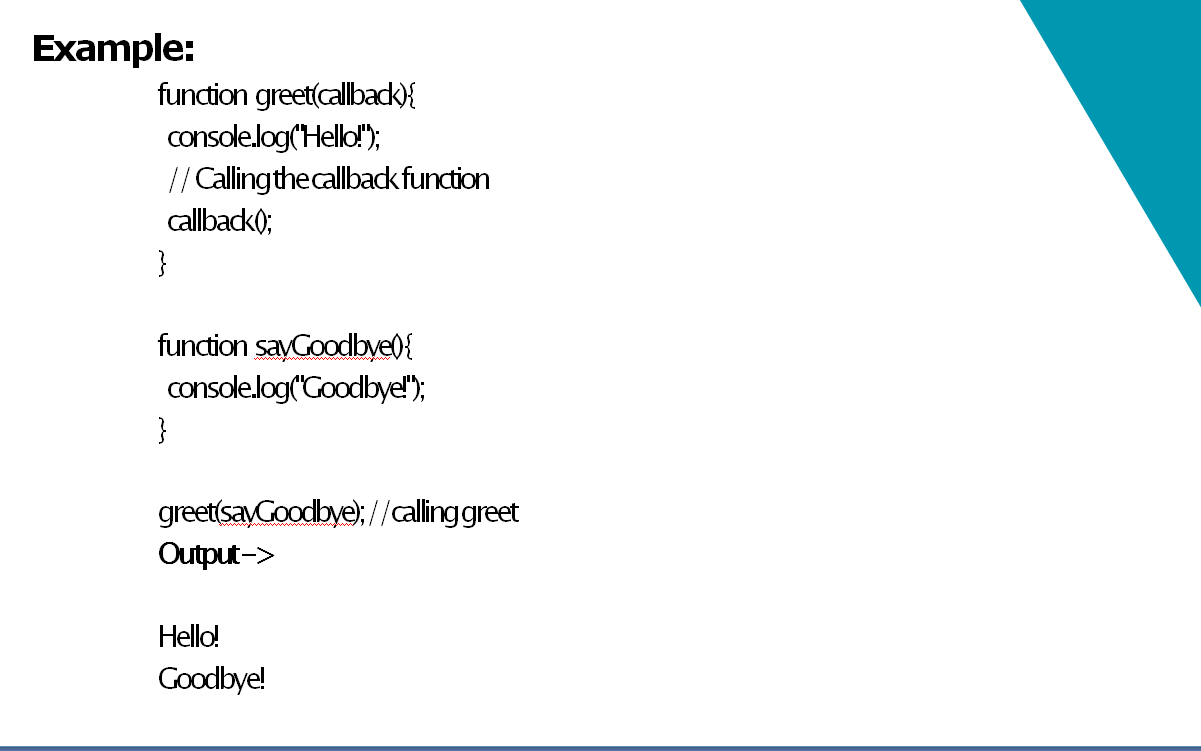 Example:
function greet(callback){
  console.log("Hello!");
  // Calling the callback function
  callback();
}
function sayGoodbye(){
  console.log("Goodbye!");
}
greet(sayGoodbye); //calling greet
Output –>
Hello!
Goodbye!